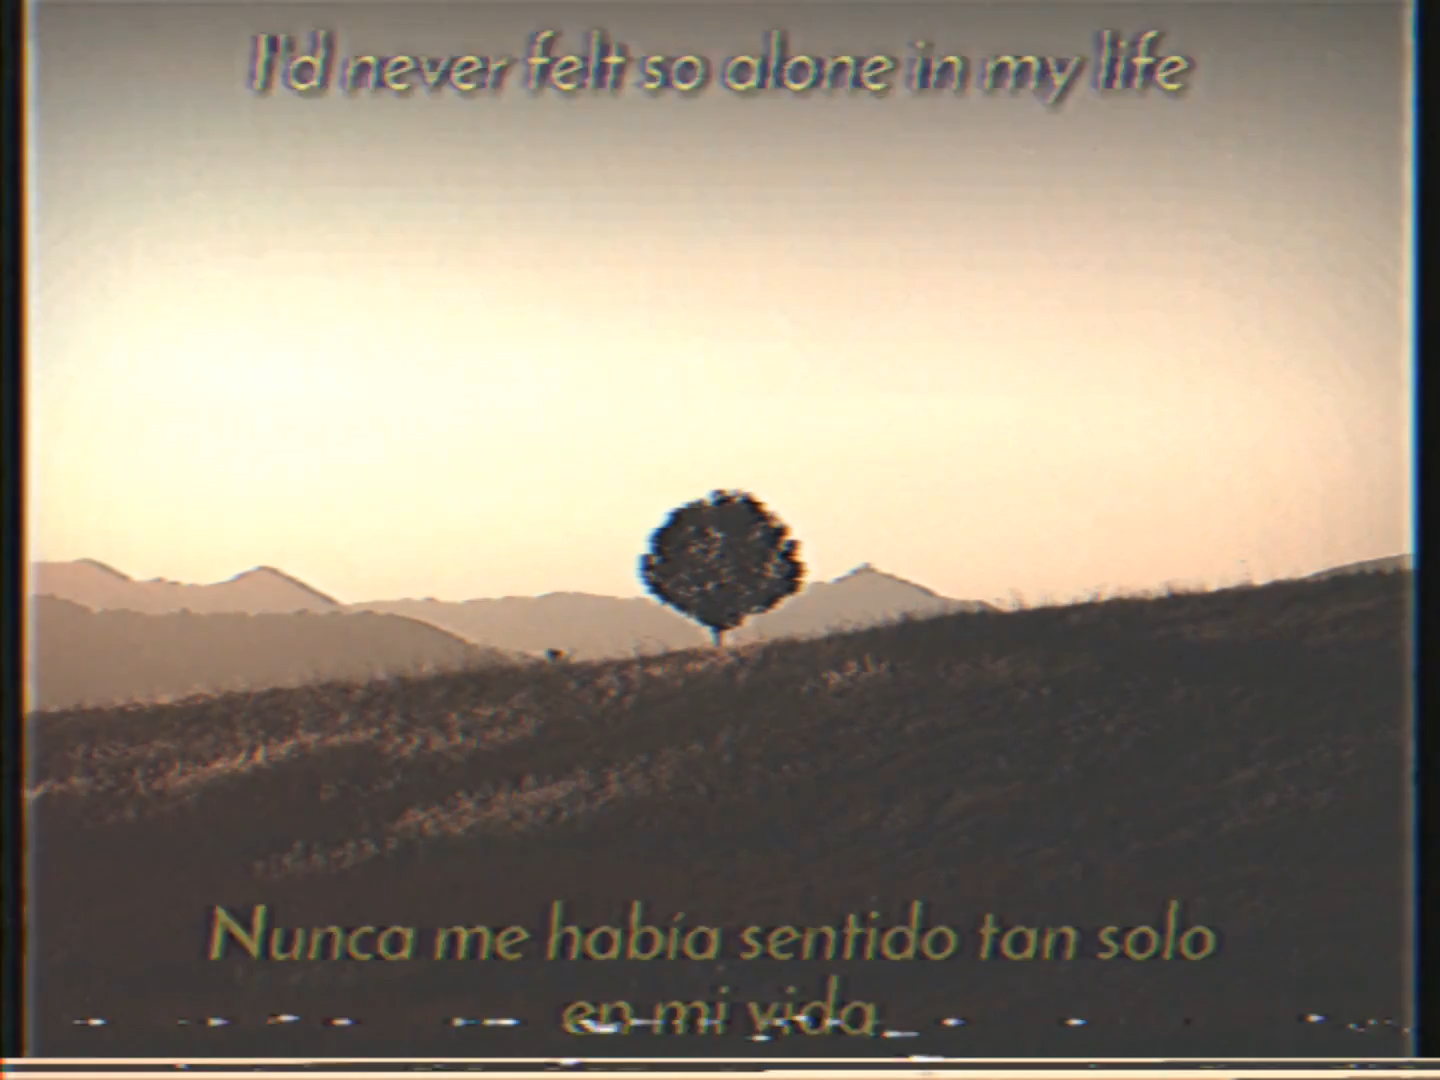 I'd never felt so alone in my life
Nunca me había sentido tan solo
en mi vida